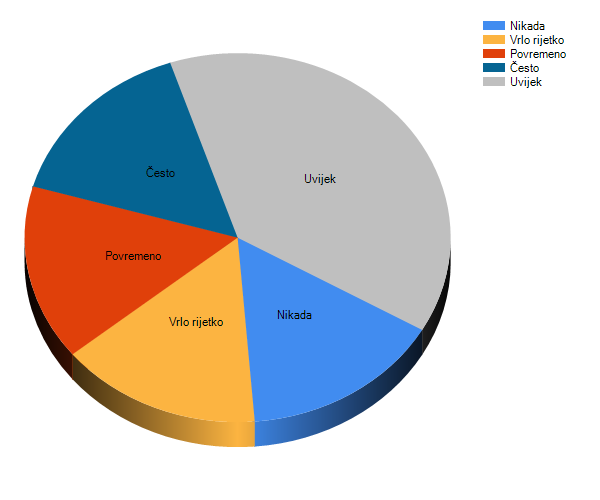 Nikada
Vrlo rijetko
Povremeno
Često
Uvijek
Često
Uvijek
Povremeno
Vrlo rijetko
Nikada